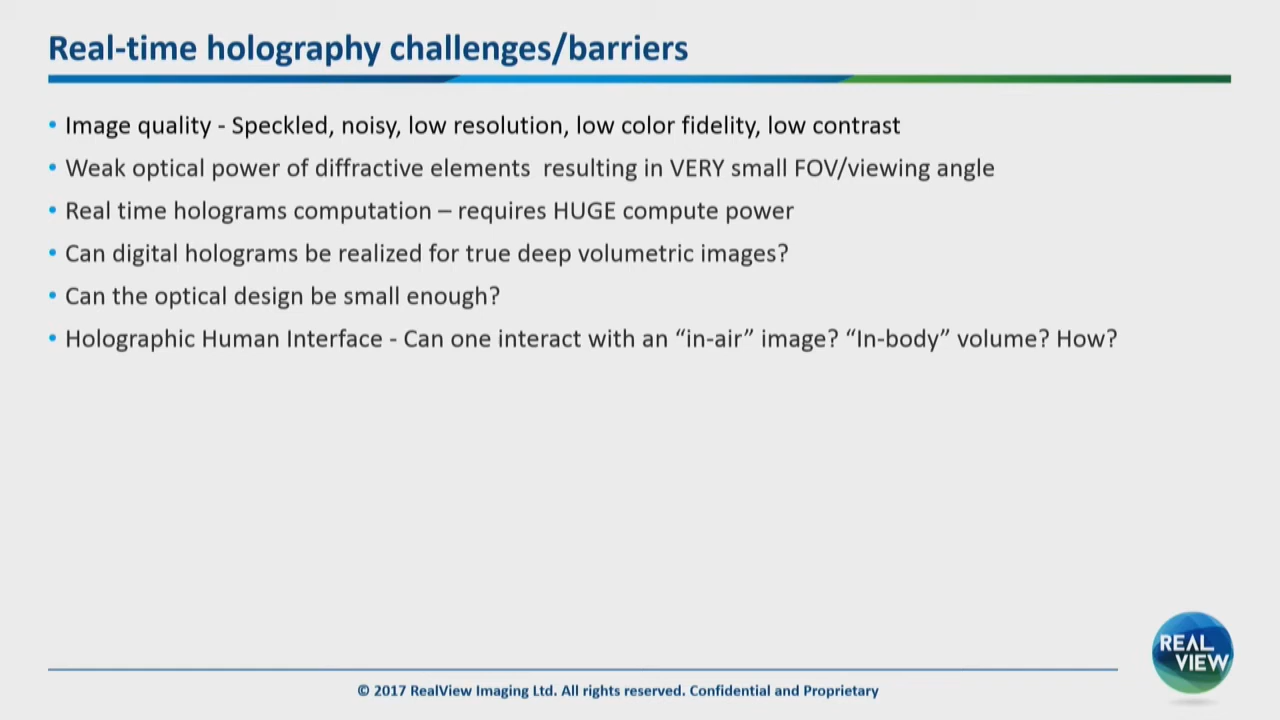 Real-time holography challenges/barriers
• Image quality - Speckled, noisy, low resolution, low color fidelity, low contrast
• Weak optical power of diffractive elements  resulting in VERY small FOV/viewing angle
• Real time holograms computation – requires HUGE compute power
• Can digital holograms be realized for true deep volumetric images?
• Can the optical design be small enough?
• Holographic Human Interface - Can one interact with an “in-air” image? “In-body” volume? How?
REAL
VIEW
© 2017 RealView Imaging Ltd. All rights reserved. Confidential and Proprietary